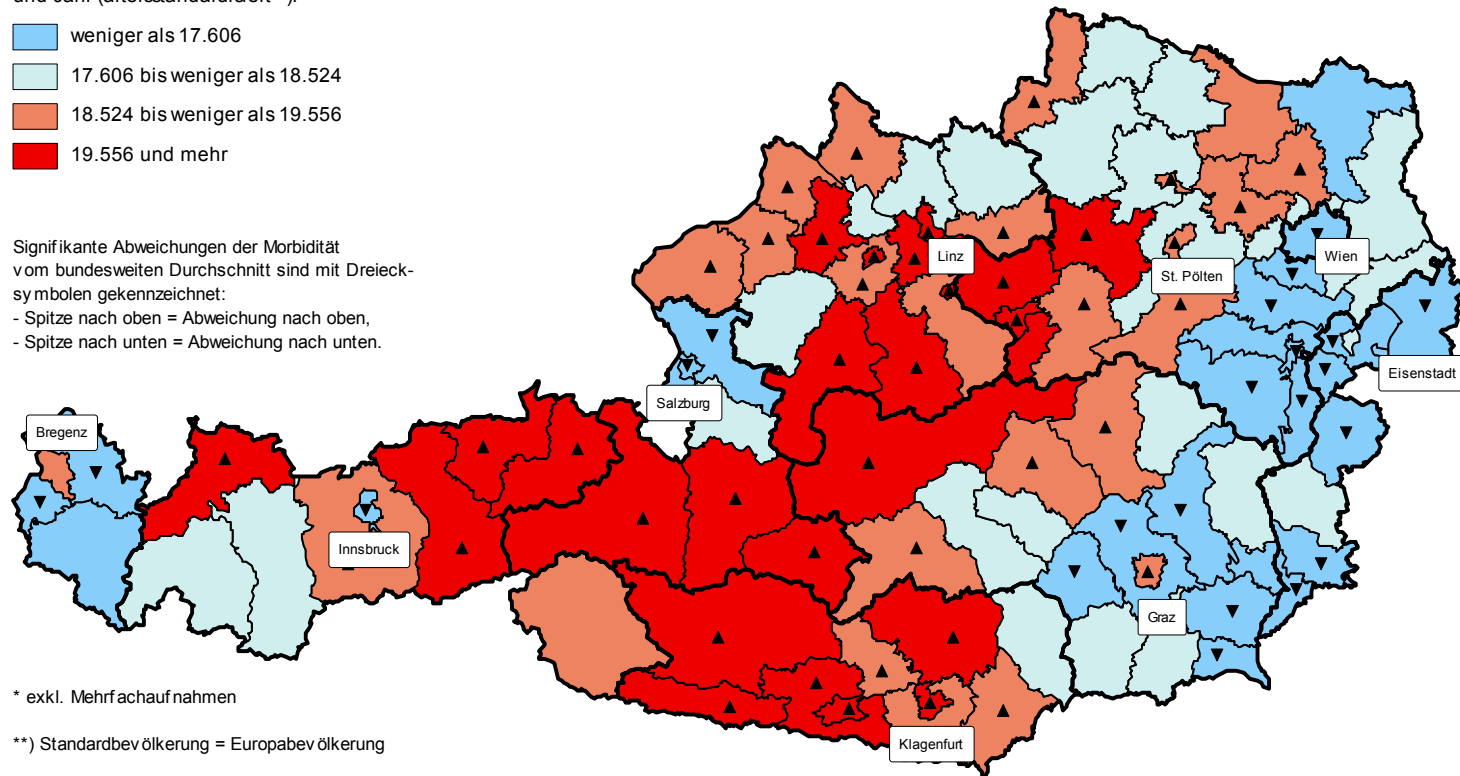 weniger als 17.606
17.606 bis weniger als 18.524
18.524 bis weniger als 19.556
19.556 und mehr
Signifikante Abweichungen der Morbidität
vom bundesweiten Durchschnitt sind mit Dreieck-
symbolen gekennzeichnet:
- Spitze nach oben = Abweichung nach oben,
- Spitze nach unten = Abweichung nach unten.
Linz
St. Pölten
Wien
Eisenstadt
Salzburg
Bregenz
Innsbruck
Graz
Klagenfurt
* exkl. Mehrfachaufnahmen
**) Standardbevölkerung = Europabevölkerung